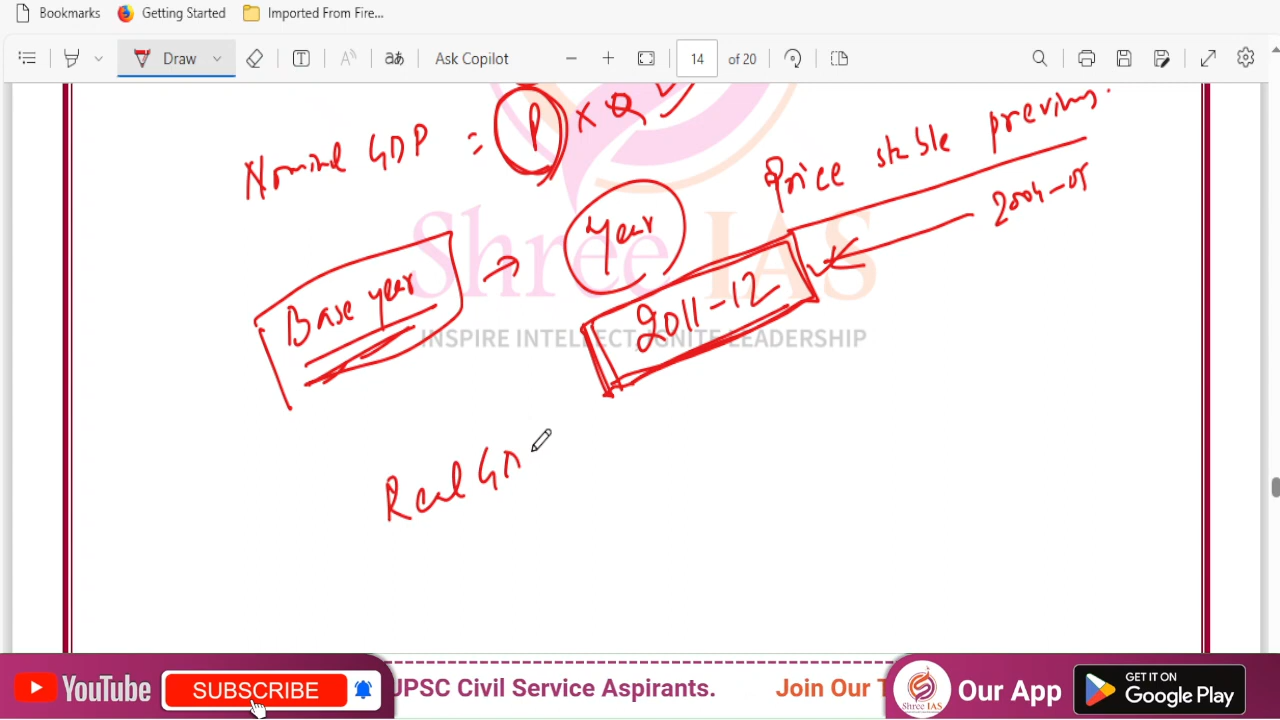 Bookmarks Getting Started Imported From Fire...
Draw Ask Copilot 14 of 20
Nominal GDP = P x Q
Price stable previous.
2004-05
Base year → Year
2011-12
Shree IAS
INSPIRE INTELLECT, IGNITE LEADERSHIP
Real GD
YouTube SUBSCRIBE UPSC Civil Service Aspirants. Join Our T Shree IAS Our App GET IT ON Google Play